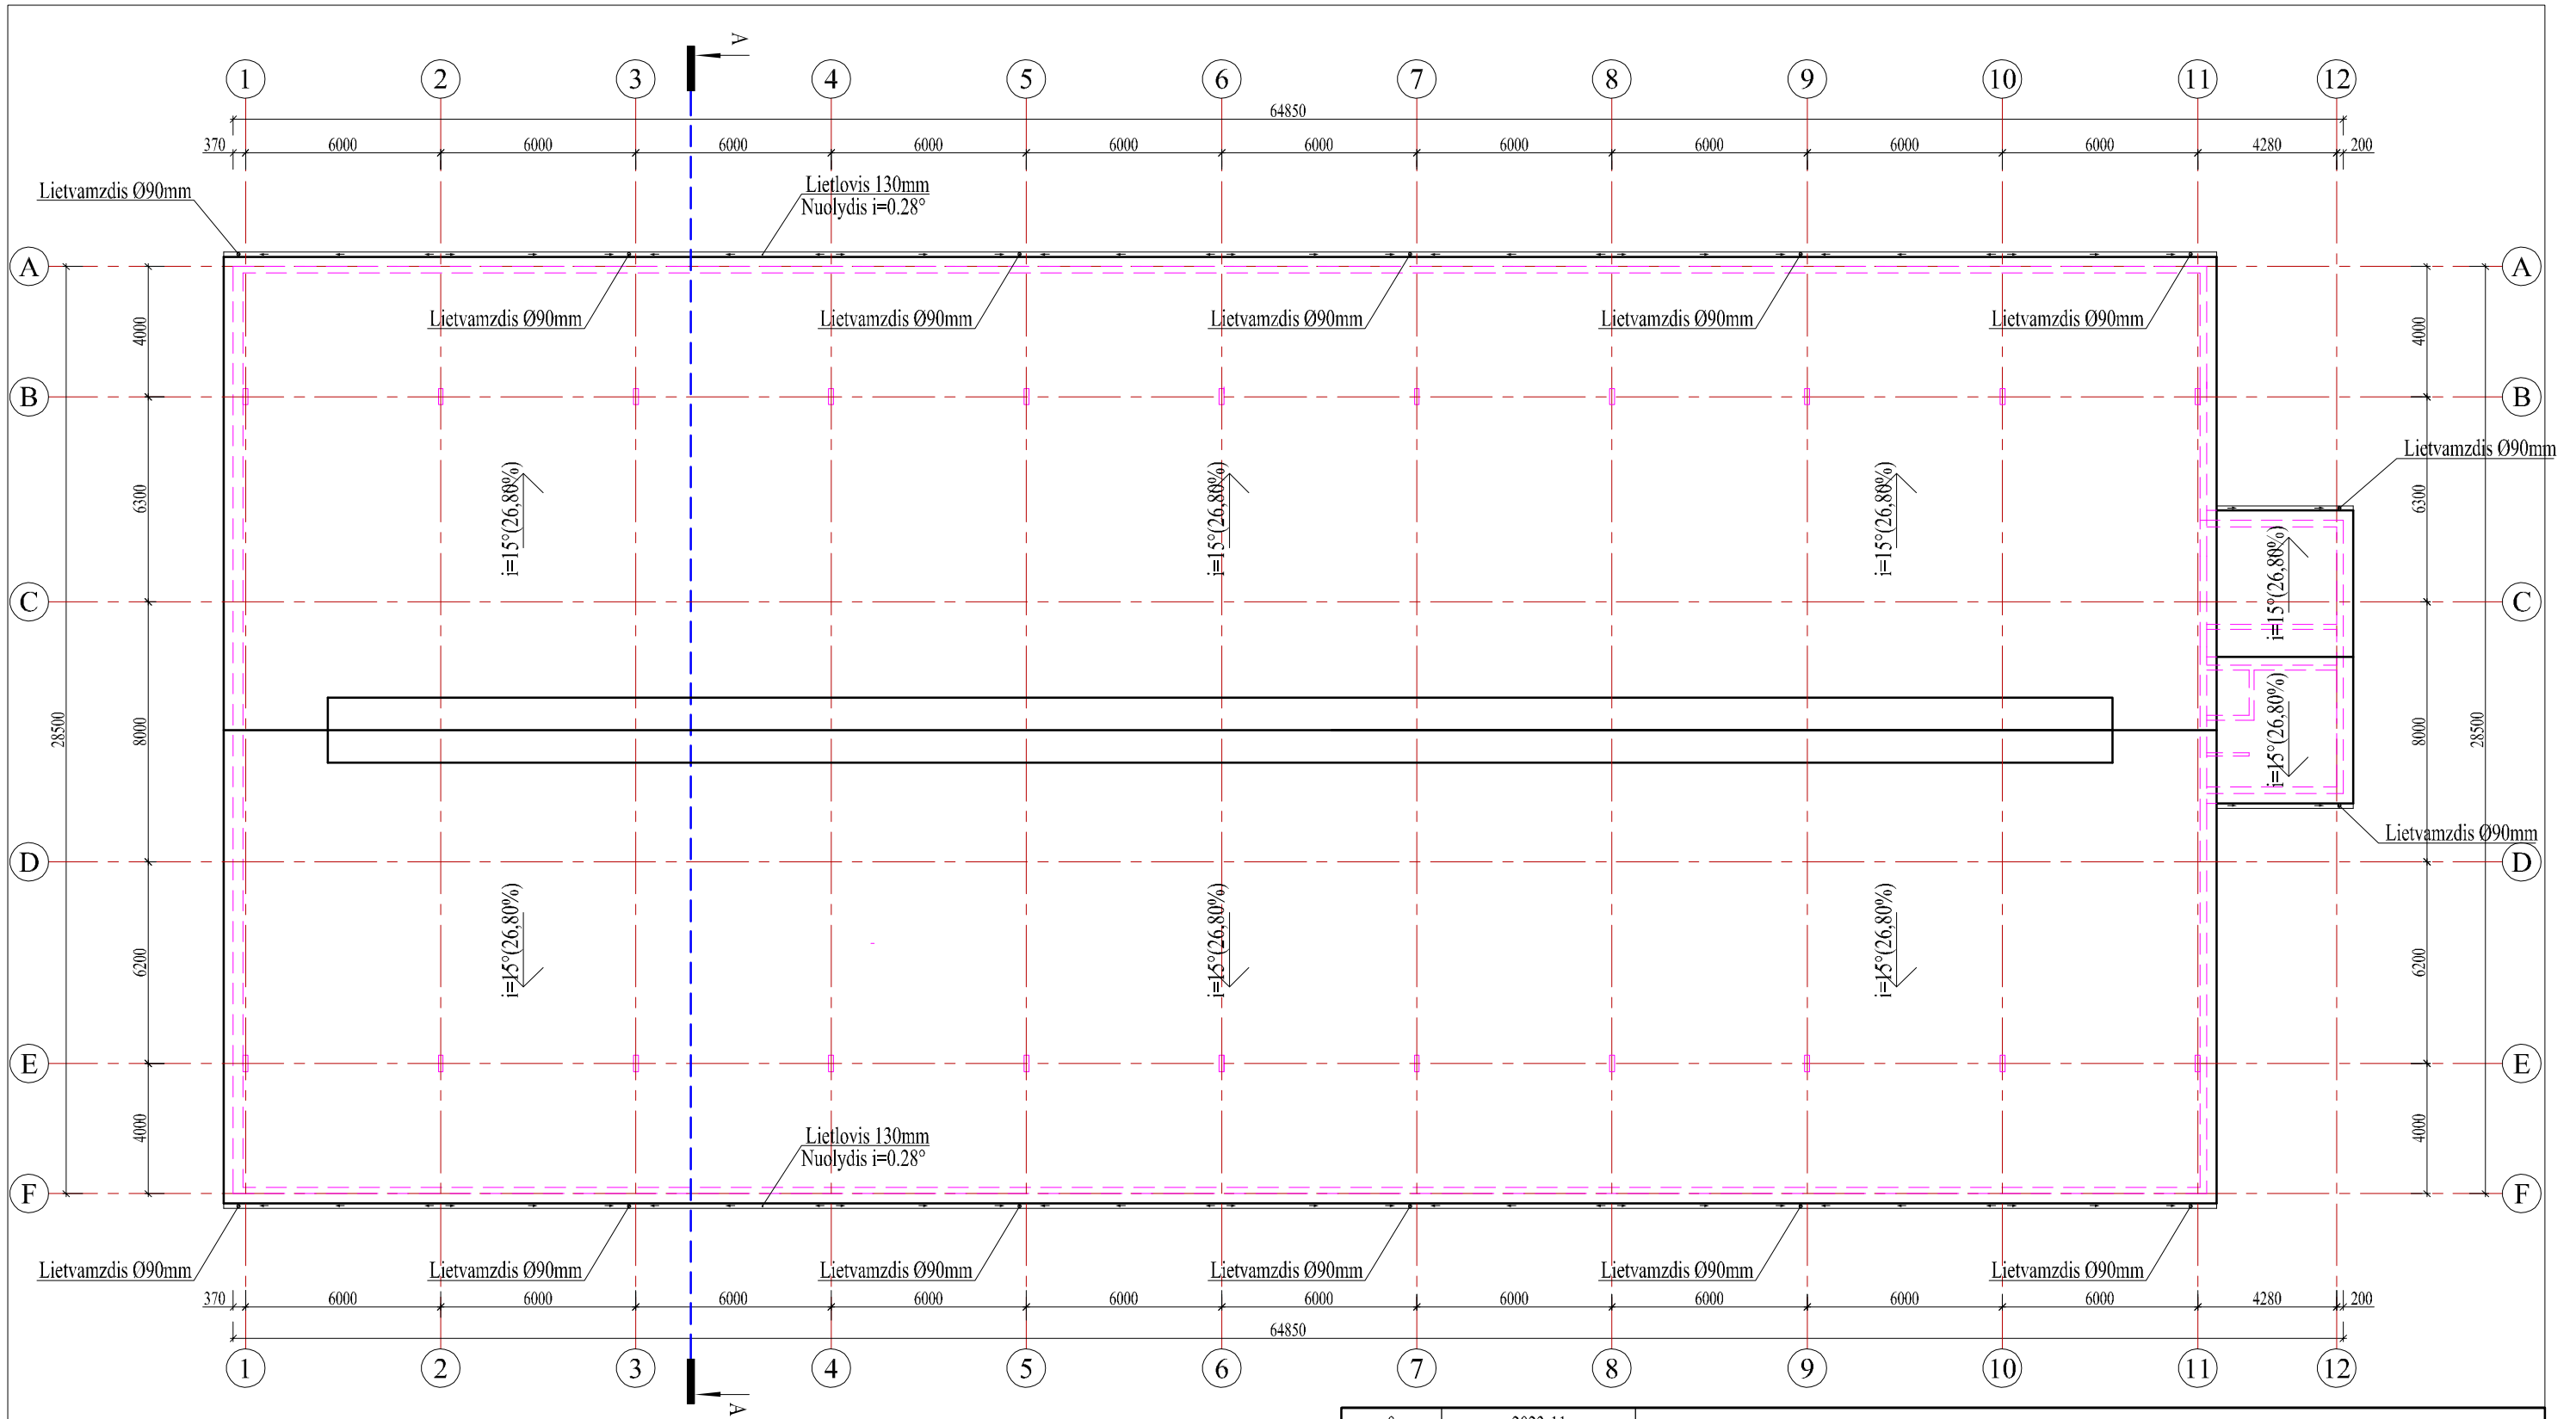 A
1 2 3 4 5 6 7 8 9 10 11 12
64850
370 6000 6000 6000 6000 6000 6000 6000 6000 6000 6000 4280 200
Lietvamzdis Ø90mm
Lietlovis 130mm
Nuolydis i=0.28°
A A
Lietvamzdis Ø90mm Lietvamzdis Ø90mm Lietvamzdis Ø90mm Lietvamzdis Ø90mm Lietvamzdis Ø90mm
4000 4000
B B
Lietvamzdis Ø90mm
6300 6300
i=15°(26,80%) i=15°(26,80%) i=15°(26,80%)
i=15°(26,80%)
C C
28500 8000 8000 28500
i=15°(26,80%)
Lietvamzdis Ø90mm
D D
i=15°(26,80%) i=15°(26,80%) i=15°(26,80%)
6200 6200
E E
4000 4000
Lietlovis 130mm
Nuolydis i=0.28°
F F
Lietvamzdis Ø90mm Lietvamzdis Ø90mm Lietvamzdis Ø90mm Lietvamzdis Ø90mm Lietvamzdis Ø90mm Lietvamzdis Ø90mm
370 6000 6000 6000 6000 6000 6000 6000 6000 6000 6000 4280 200
64850
1 2 3 4 5 6 7 8 9 10 11 12
A